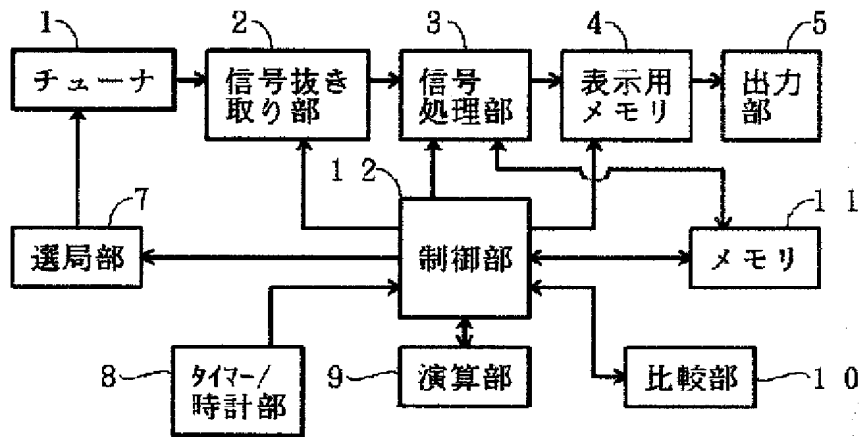 1
2
3
4
5
チューナ
信号抜き
取り部
信号
処理部
表示用
メモリ
出力
部
7
12
11
選局部
制御部
メモリ
8
タイマー/
時計部
9
演算部
比較部
10